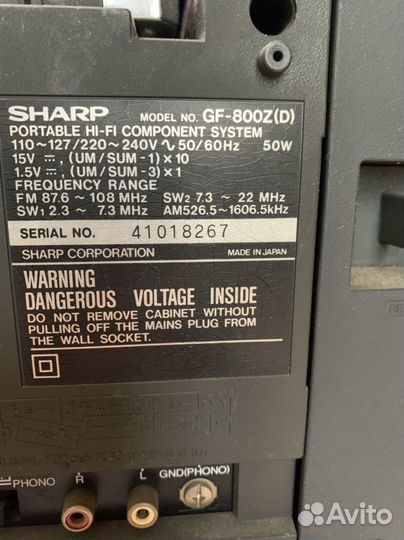 SHARP MODEL NO. GF-800Z(D)
PORTABLE HI-FI COMPONENT SYSTEM
110~127/220~240V ∿ 50/60Hz 50W
15V ⎓, (UM/SUM-1)×10
1.5V ⎓, (UM/SUM-3)×1
FREQUENCY RANGE
FM 87.6 ~ 108 MHz SW2 7.3 ~ 22 MHz
SW1 2.3 ~ 7.3 MHz AM526.5~1606.5kHz
SERIAL NO. 41018267
SHARP CORPORATION MADE IN JAPAN
WARNING
DANGEROUS VOLTAGE INSIDE
DO NOT REMOVE CABINET WITHOUT
PULLING OFF THE MAINS PLUG FROM
THE WALL SOCKET.
PHONO R L GND(PHONO)
Avito